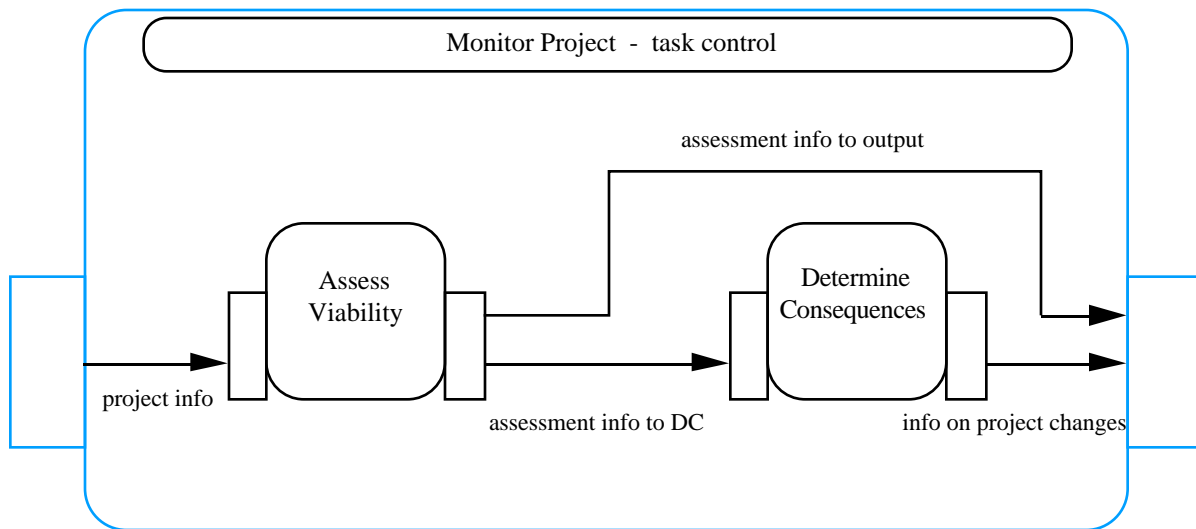 Monitor Project - task control
assessment info to output
Assess
Viability
Determine
Consequences
project info
assessment info to DC
info on project changes